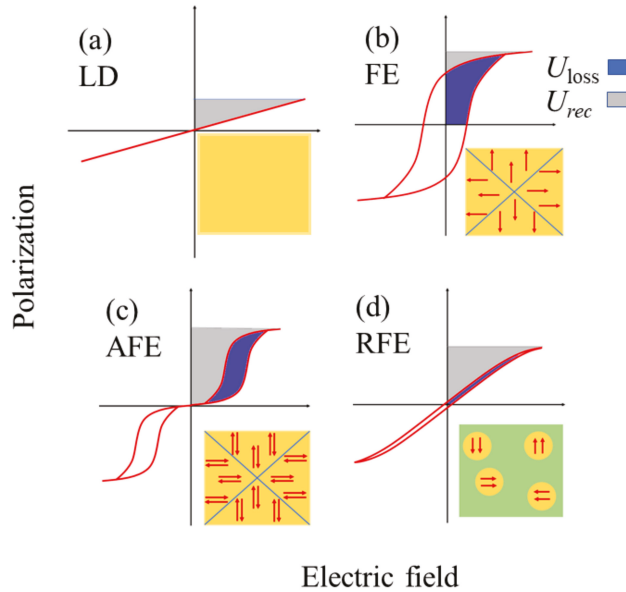 (a)
LD
(b)
FE
U_loss
U_rec
Polarization
(c)
AFE
(d)
RFE
Electric field